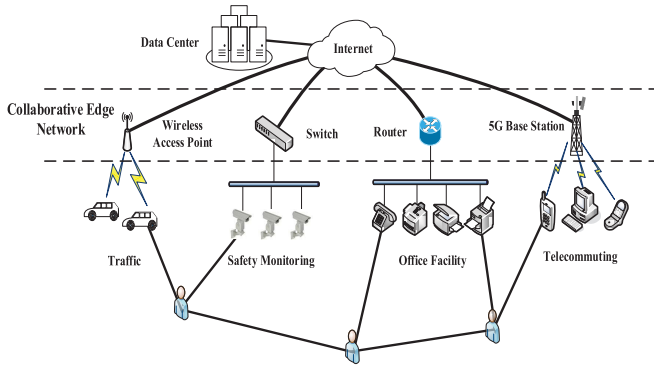 Data Center
Internet
Collaborative Edge
Network
Wireless
Access Point
Switch
Router
5G Base Station
Traffic
Safety Monitoring
Office Facility
Telecommuting